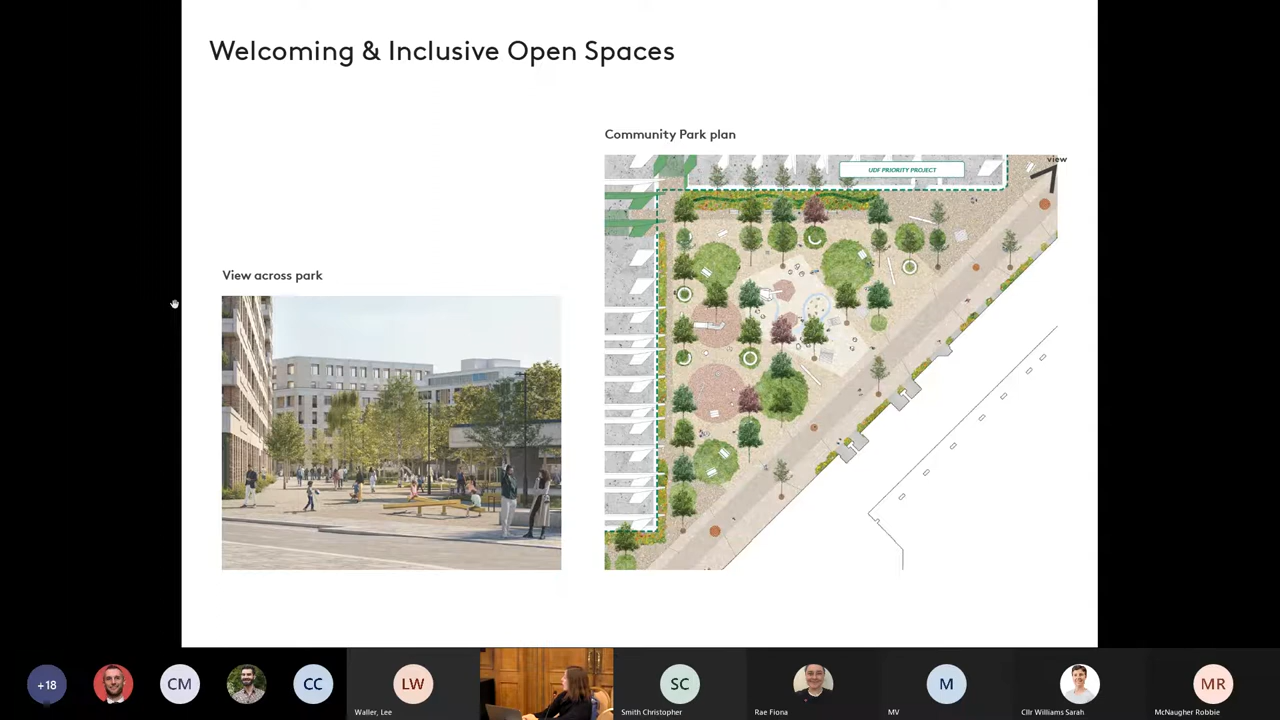 Welcoming & Inclusive Open Spaces
Community Park plan
view
UDF PRIORITY PROJECT
View across park
+18
CM
CC
LW
SC
M
MR
Waller, Lee
Smith Christopher
Rae Fiona
MV
Cllr Williams Sarah
McNaugher Robbie